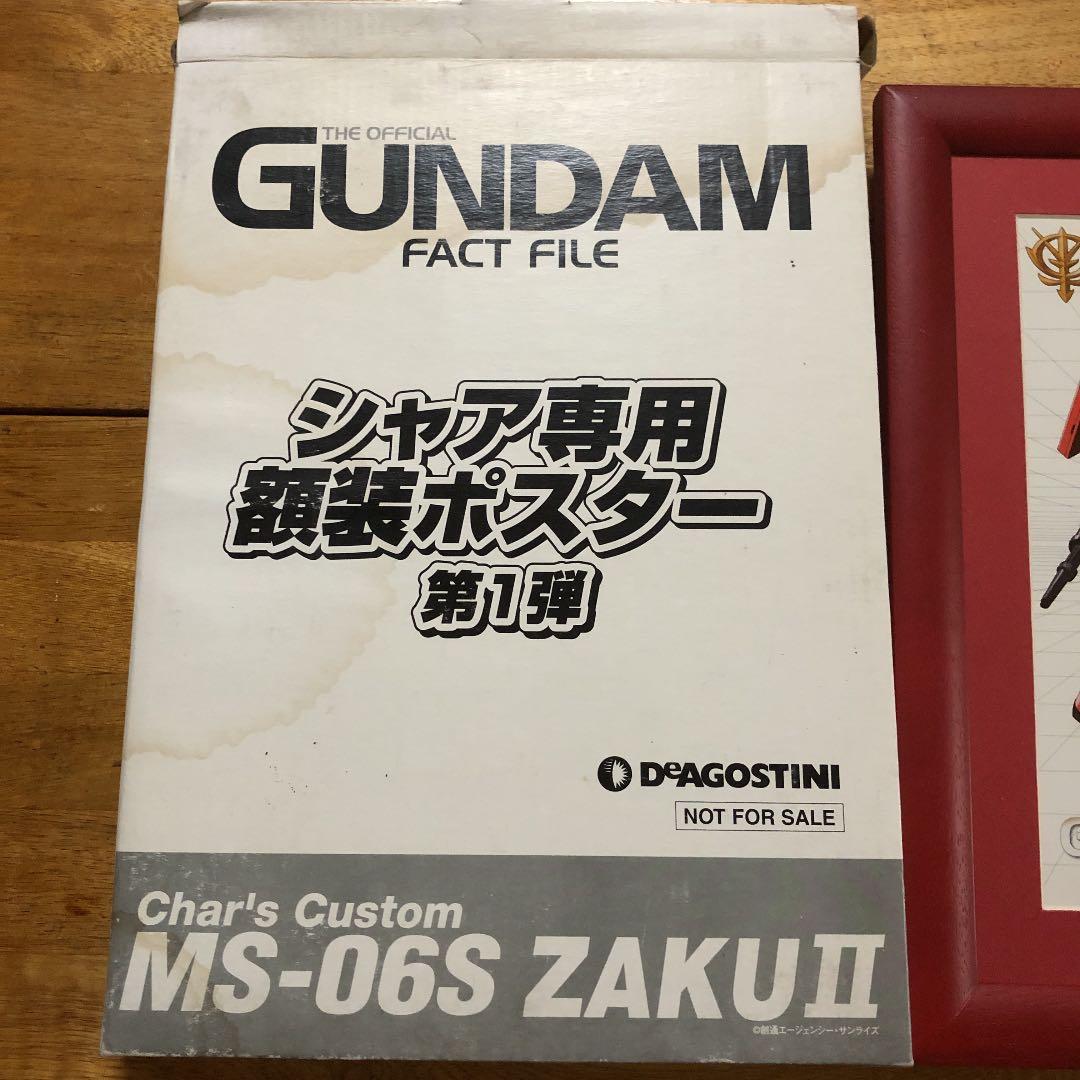 THE OFFICIAL
GUNDAM
FACT FILE
シャア専用
額装ポスター
第1弾
DeAGOSTINI
NOT FOR SALE
Char's Custom
MS-06S ZAKUⅡ
©創通エージェンシー・サンライズ